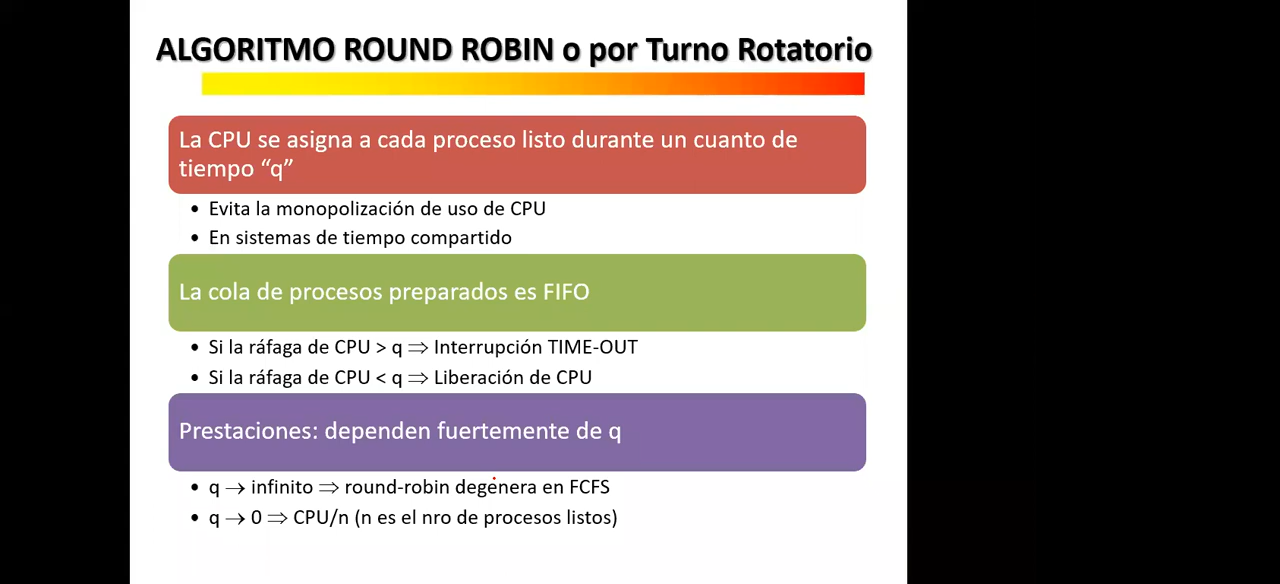 ALGORITMO ROUND ROBIN o por Turno Rotatorio
La CPU se asigna a cada proceso listo durante un cuanto de
tiempo “q”
• Evita la monopolización de uso de CPU
• En sistemas de tiempo compartido
La cola de procesos preparados es FIFO
• Si la ráfaga de CPU > q ⇒ Interrupción TIME-OUT
• Si la ráfaga de CPU < q ⇒ Liberación de CPU
Prestaciones: dependen fuertemente de q
• q → infinito ⇒ round-robin degenera en FCFS
• q → 0 ⇒ CPU/n (n es el nro de procesos listos)